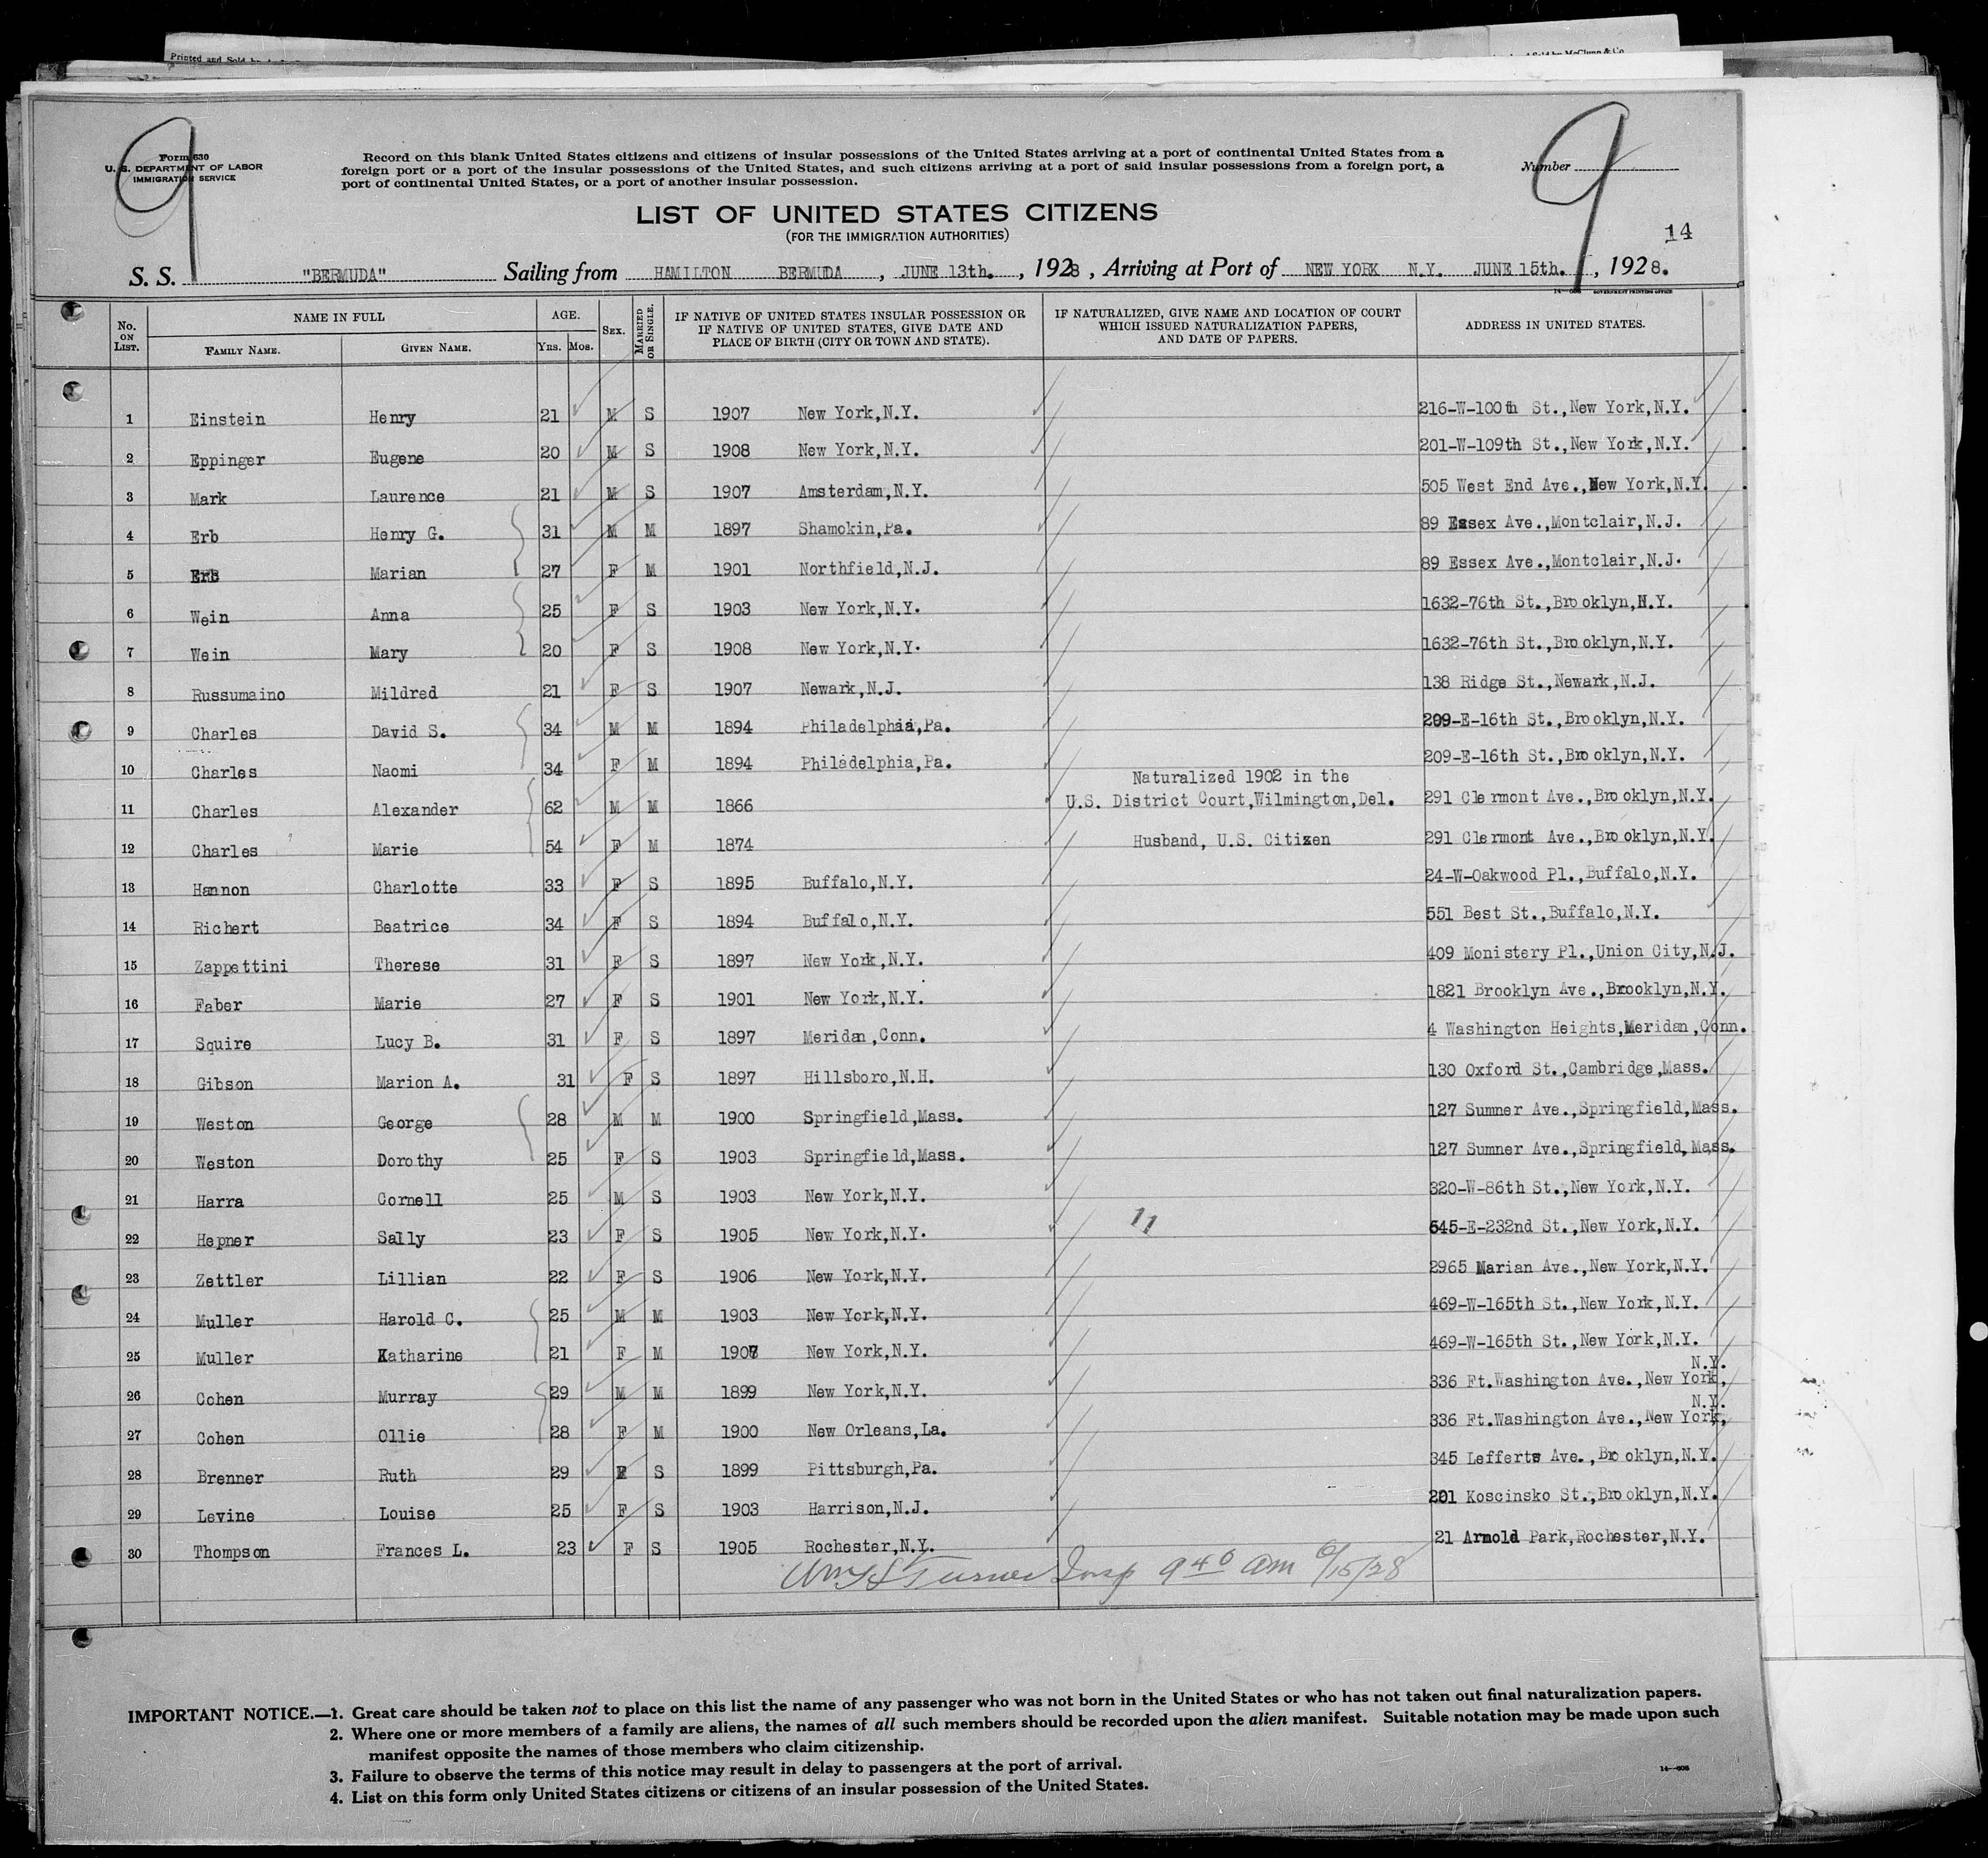 Printed and Sold by
9
9
Form 630
U. S. DEPARTMENT OF LABOR
IMMIGRATION SERVICE
Record on this blank United States citizens and citizens of insular possessions of the United States arriving at a port of continental United States from a
foreign port or a port of the insular possessions of the United States, and such citizens arriving at a port of said insular possessions from a foreign port, a
port of continental United States, or a port of another insular possession.
Number
LIST OF UNITED STATES CITIZENS
(FOR THE IMMIGRATION AUTHORITIES)
14
S. S. "BERMUDA" Sailing from HAMILTON BERMUDA, JUNE 13th., 1928, Arriving at Port of NEW YORK N.Y. JUNE 15th., 1928.
GOVERNMENT PRINTING OFFICE
No. ON LIST. NAME IN FULL FAMILY NAME. GIVEN NAME. AGE. YRS. MOS. SEX. MARRIED OR SINGLE. IF NATIVE OF UNITED STATES INSULAR POSSESSION OR IF NATIVE OF UNITED STATES, GIVE DATE AND PLACE OF BIRTH (CITY OR TOWN AND STATE). IF NATURALIZED, GIVE NAME AND LOCATION OF COURT WHICH ISSUED NATURALIZATION PAPERS, AND DATE OF PAPERS. ADDRESS IN UNITED STATES.
1 Einstein Henry 21 M S 1907 New York,N.Y. 216-W-100th St.,New York,N.Y.
2 Eppinger Eugene 20 M S 1908 New York,N.Y. 201-W-109th St.,New York,N.Y.
3 Mark Laurence 21 M S 1907 Amsterdam,N.Y. 505 West End Ave.,New York,N.Y.
4 Erb Henry G. 31 M M 1897 Shamokin,Pa. 89 Essex Ave.,Montclair,N.J.
5 Erb Marian 27 F M 1901 Northfield,N.J. 89 Essex Ave.,Montclair,N.J.
6 Wein Anna 25 F S 1903 New York,N.Y. 1632-76th St.,Brooklyn,N.Y.
7 Wein Mary 20 F S 1908 New York,N.Y. 1632-76th St.,Brooklyn,N.Y.
8 Russumaino Mildred 21 F S 1907 Newark,N.J. 138 Ridge St.,Newark,N.J.
9 Charles David S. 34 M M 1894 Philadelphia,Pa. 209-E-16th St.,Brooklyn,N.Y.
10 Charles Naomi 34 F M 1894 Philadelphia,Pa. 209-E-16th St.,Brooklyn,N.Y.
Naturalized 1902 in the
11 Charles Alexander 62 M M 1866 U.S. District Court,Wilmington,Del. 291 Clermont Ave.,Brooklyn,N.Y.
12 Charles Marie 54 F M 1874 Husband, U.S. Citizen 291 Clermont Ave.,Brooklyn,N.Y.
13 Hannon Charlotte 33 F S 1895 Buffalo,N.Y. 24-W-Oakwood Pl.,Buffalo,N.Y.
14 Richert Beatrice 34 F S 1894 Buffalo,N.Y. 551 Best St.,Buffalo,N.Y.
15 Zappettini Therese 31 F S 1897 New York,N.Y. 409 Monistery Pl.,Union City,N.J.
16 Faber Marie 27 F S 1901 New York,N.Y. 1821 Brooklyn Ave.,Brooklyn,N.Y.
17 Squire Lucy B. 31 F S 1897 Meridan,Conn. 4 Washington Heights,Meridan,Conn.
18 Gibson Marion A. 31 F S 1897 Hillsboro,N.H. 130 Oxford St.,Cambridge,Mass.
19 Weston George 28 M M 1900 Springfield,Mass. 127 Sumner Ave.,Springfield,Mass.
20 Weston Dorothy 25 F S 1903 Springfield,Mass. 127 Sumner Ave.,Springfield,Mass.
21 Harra Cornell 25 M S 1903 New York,N.Y. 320-W-86th St.,New York,N.Y.
22 Hepner Sally 23 F S 1905 New York,N.Y. 11 645-E-232nd St.,New York,N.Y.
23 Zettler Lillian 22 F S 1906 New York,N.Y. 2965 Marian Ave.,New York,N.Y.
24 Muller Harold C. 25 M M 1903 New York,N.Y. 469-W-165th St.,New York,N.Y.
25 Muller Katharine 21 F M 1907 New York,N.Y. 469-W-165th St.,New York,N.Y.
N.Y.
26 Cohen Murray 29 M M 1899 New York,N.Y. 336 Ft.Washington Ave.,New York,
N.Y.
27 Cohen Ollie 28 F M 1900 New Orleans,La. 336 Ft.Washington Ave.,New York,
28 Brenner Ruth 29 F S 1899 Pittsburgh,Pa. 345 Lefferts Ave.,Brooklyn,N.Y.
29 Levine Louise 25 F S 1903 Harrison,N.J. 201 Koscinsko St.,Brooklyn,N.Y.
30 Thompson Frances L. 23 F S 1905 Rochester,N.Y. 21 Arnold Park,Rochester,N.Y.
Turner Insp 9 40 am 6/15/28
IMPORTANT NOTICE.—1. Great care should be taken not to place on this list the name of any passenger who was not born in the United States or who has not taken out final naturalization papers.
2. Where one or more members of a family are aliens, the names of all such members should be recorded upon the alien manifest. Suitable notation may be made upon such
manifest opposite the names of those members who claim citizenship.
3. Failure to observe the terms of this notice may result in delay to passengers at the port of arrival.
4. List on this form only United States citizens or citizens of an insular possession of the United States.